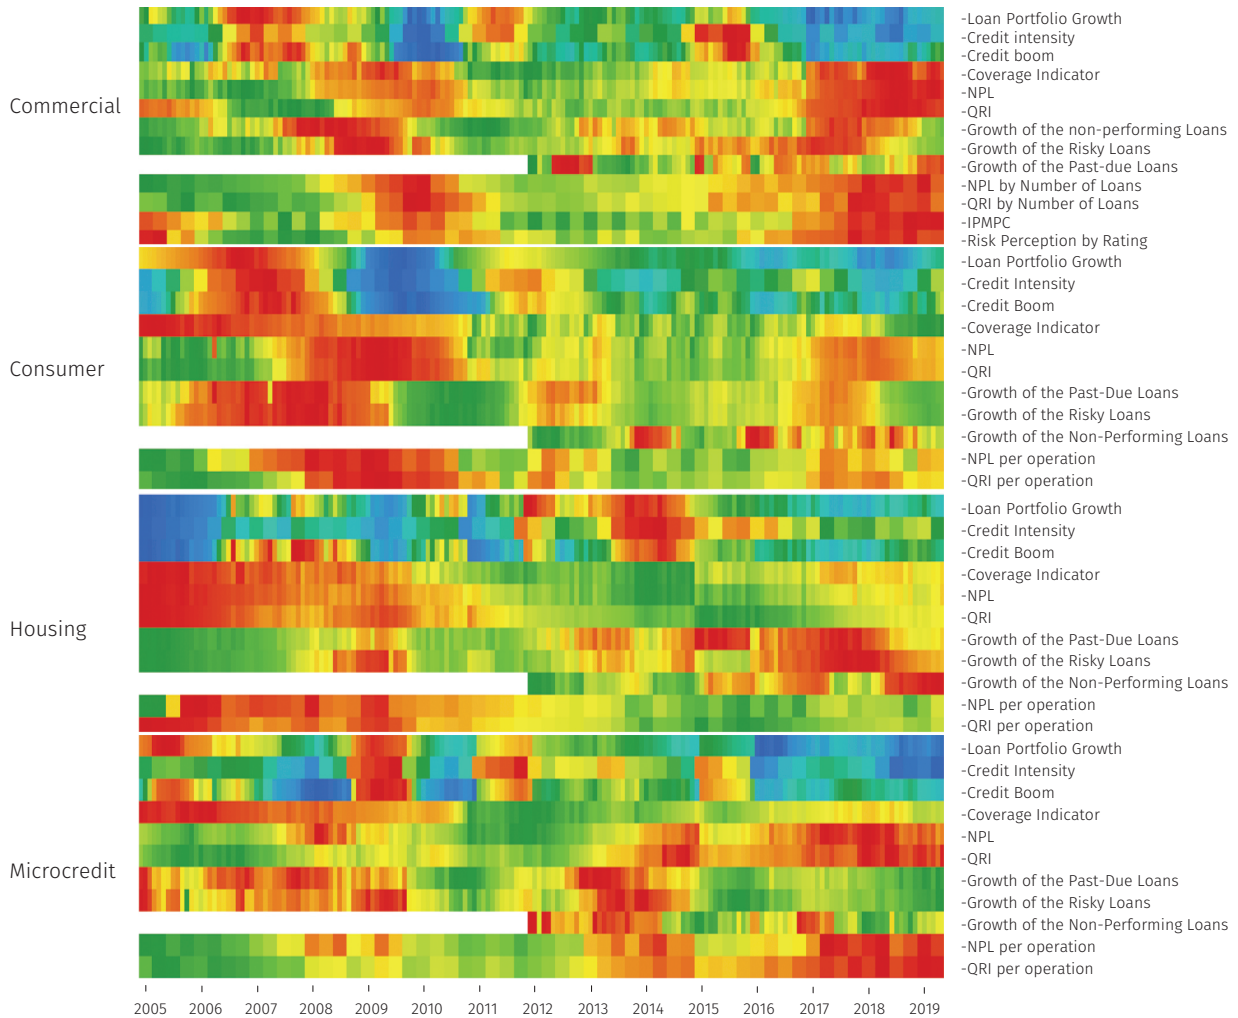 Commercial
-Loan Portfolio Growth
-Credit intensity
-Credit boom
-Coverage Indicator
-NPL
-QRI
-Growth of the non-performing Loans
-Growth of the Risky Loans
-Growth of the Past-due Loans
-NPL by Number of Loans
-QRI by Number of Loans
-IPMPC
-Risk Perception by Rating
Consumer
-Loan Portfolio Growth
-Credit Intensity
-Credit Boom
-Coverage Indicator
-NPL
-QRI
-Growth of the Past-Due Loans
-Growth of the Risky Loans
-Growth of the Non-Performing Loans
-NPL per operation
-QRI per operation
Housing
-Loan Portfolio Growth
-Credit Intensity
-Credit Boom
-Coverage Indicator
-NPL
-QRI
-Growth of the Past-Due Loans
-Growth of the Risky Loans
-Growth of the Non-Performing Loans
-NPL per operation
-QRI per operation
Microcredit
-Loan Portfolio Growth
-Credit Intensity
-Credit Boom
-Coverage Indicator
-NPL
-QRI
-Growth of the Past-Due Loans
-Growth of the Risky Loans
-Growth of the Non-Performing Loans
-NPL per operation
-QRI per operation
2005 2006 2007 2008 2009 2010 2011 2012 2013 2014 2015 2016 2017 2018 2019